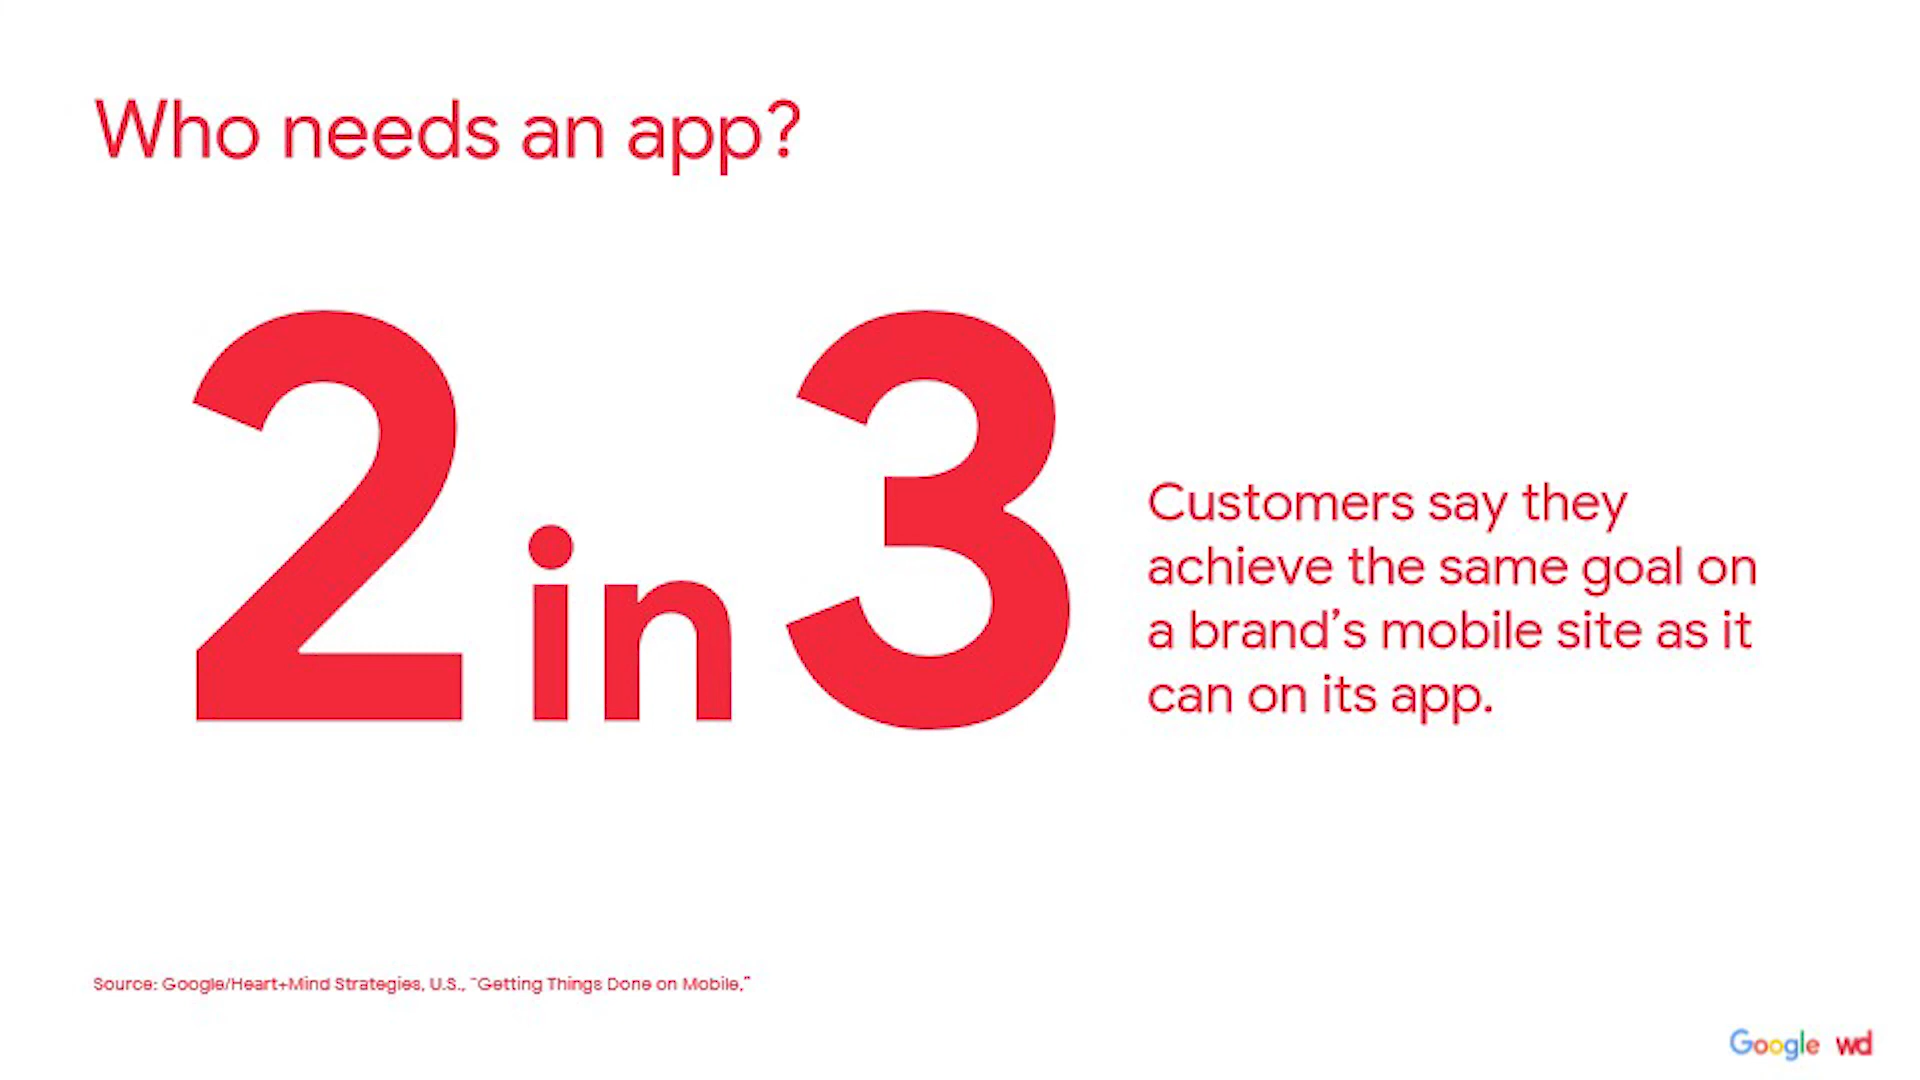 Who needs an app?
2 in 3
Customers say they
achieve the same goal on
a brand’s mobile site as it
can on its app.
Source: Google/Heart+Mind Strategies, U.S., “Getting Things Done on Mobile,”
Google wd